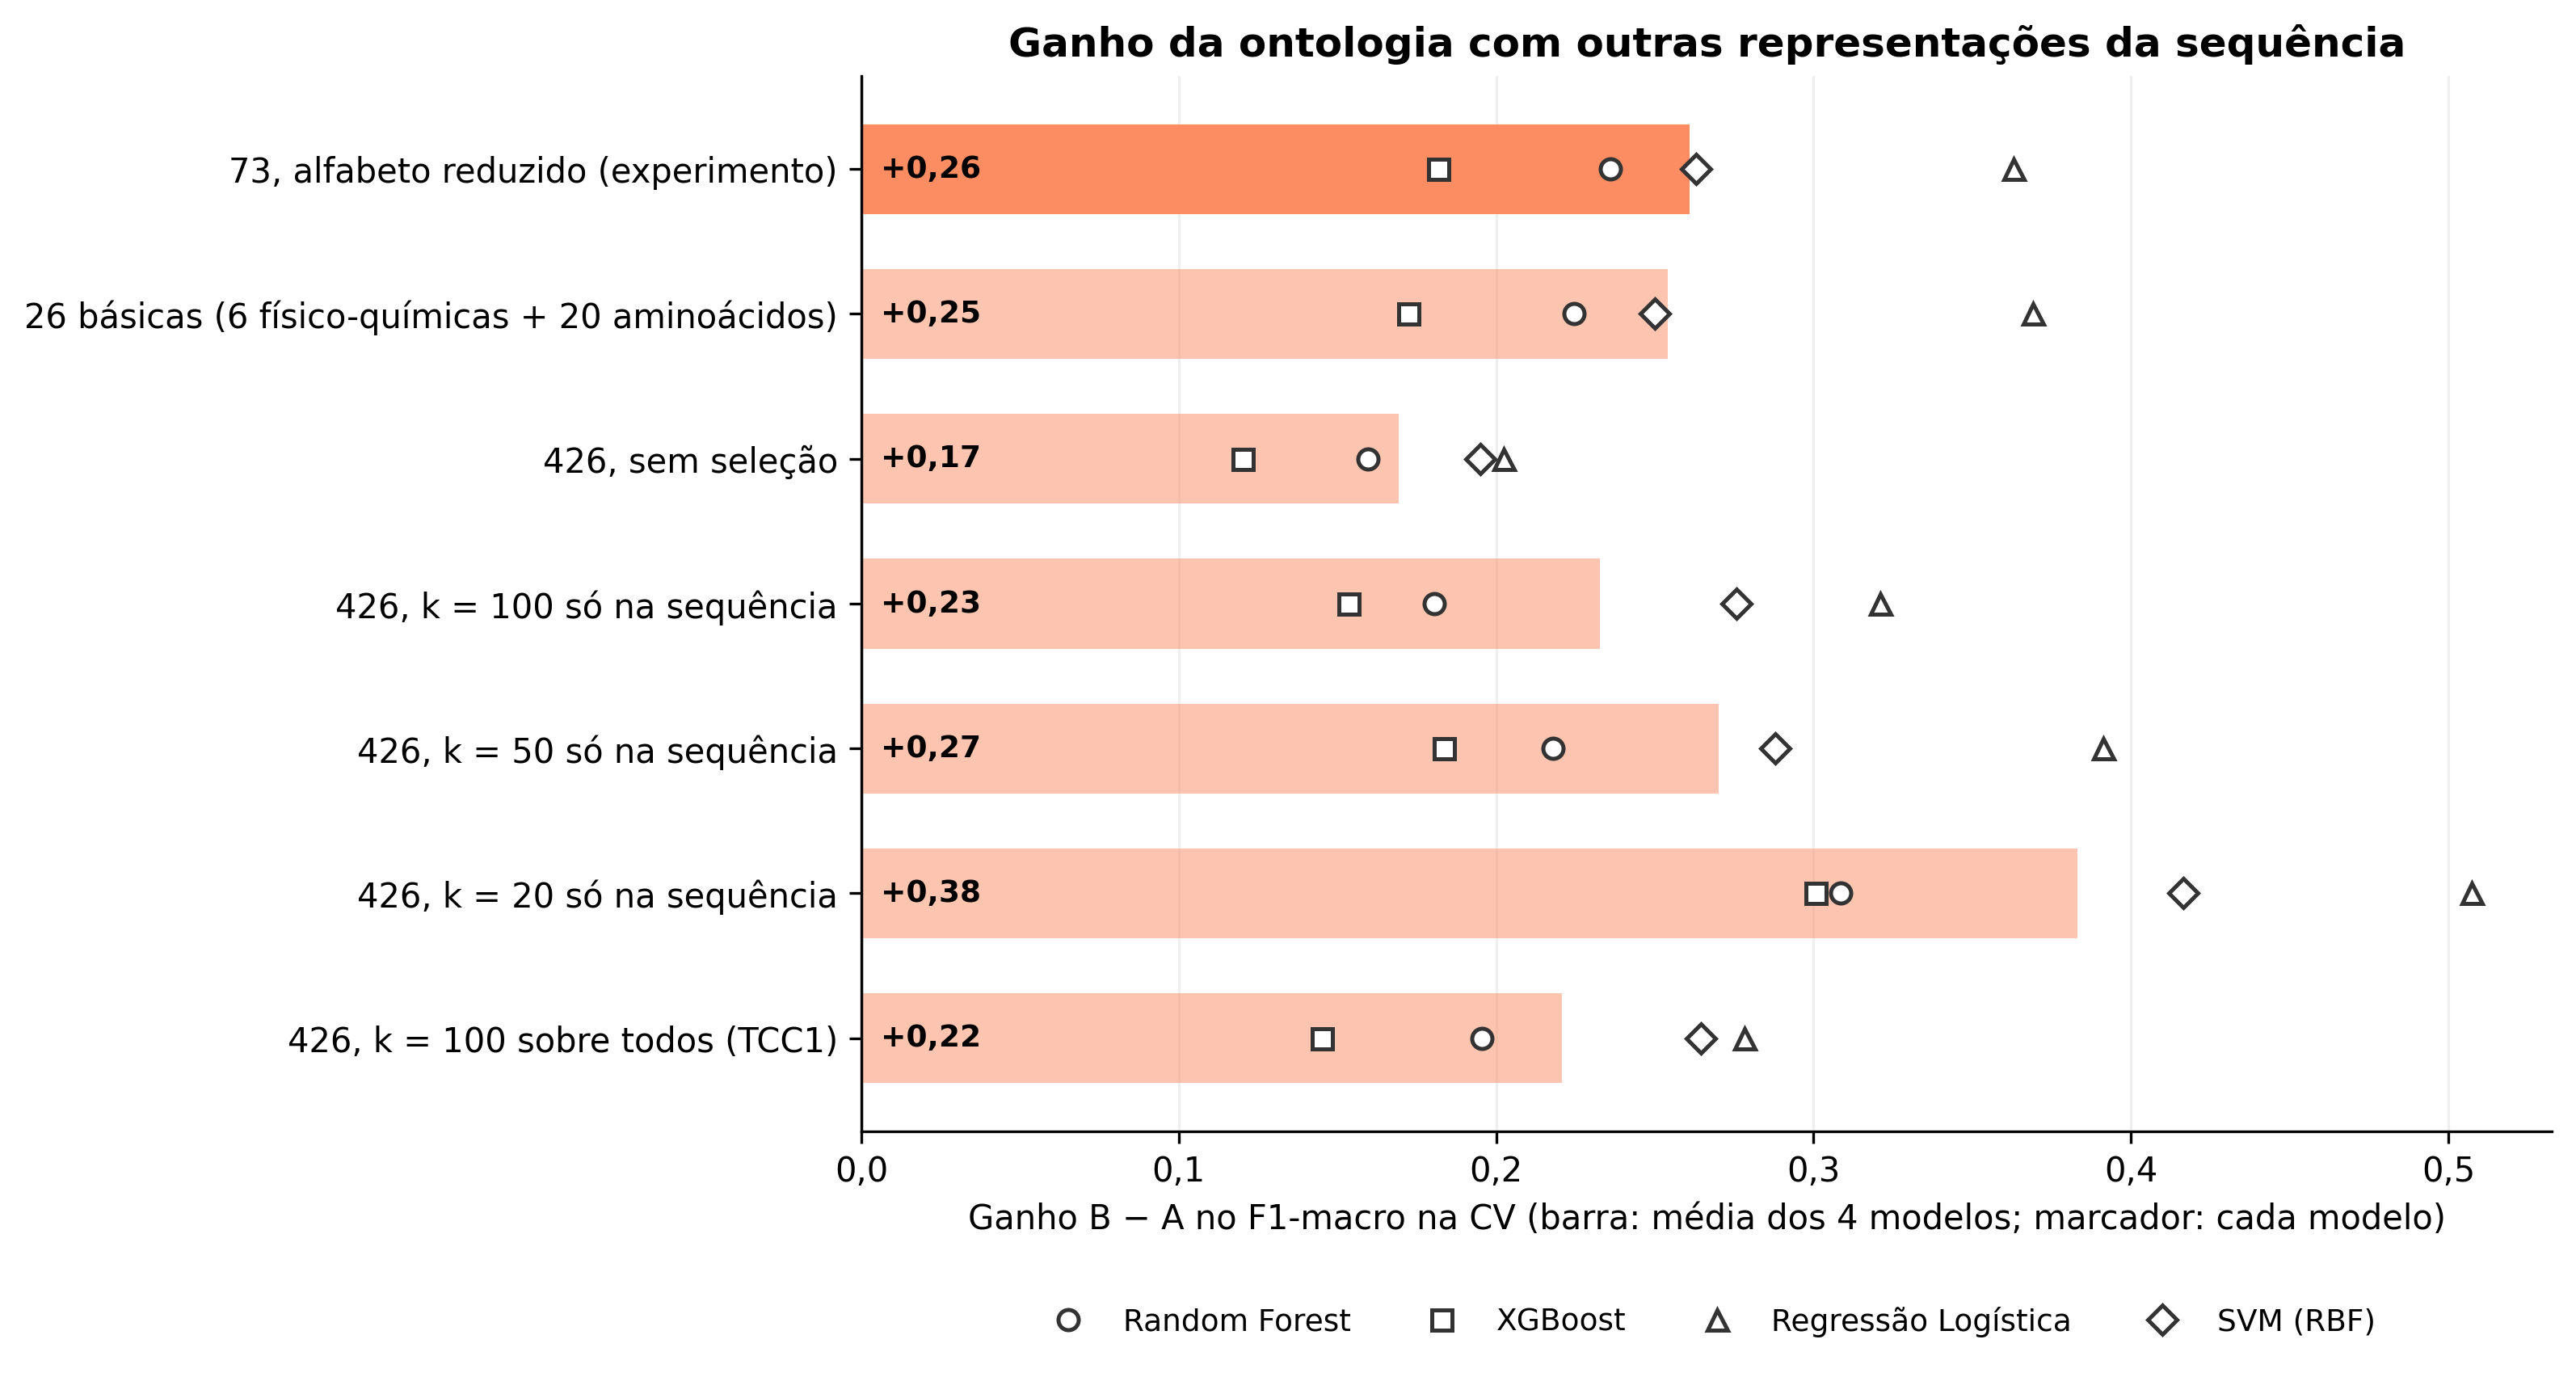 Ganho da ontologia com outras representações da sequência
73, alfabeto reduzido (experimento)
+0,26
26 básicas (6 físico-químicas + 20 aminoácidos)
+0,25
426, sem seleção
+0,17
426, k = 100 só na sequência
+0,23
426, k = 50 só na sequência
+0,27
426, k = 20 só na sequência
+0,38
426, k = 100 sobre todos (TCC1)
+0,22
0,0 0,1 0,2 0,3 0,4 0,5
Ganho B − A no F1-macro na CV (barra: média dos 4 modelos; marcador: cada modelo)
Random Forest XGBoost Regressão Logística SVM (RBF)